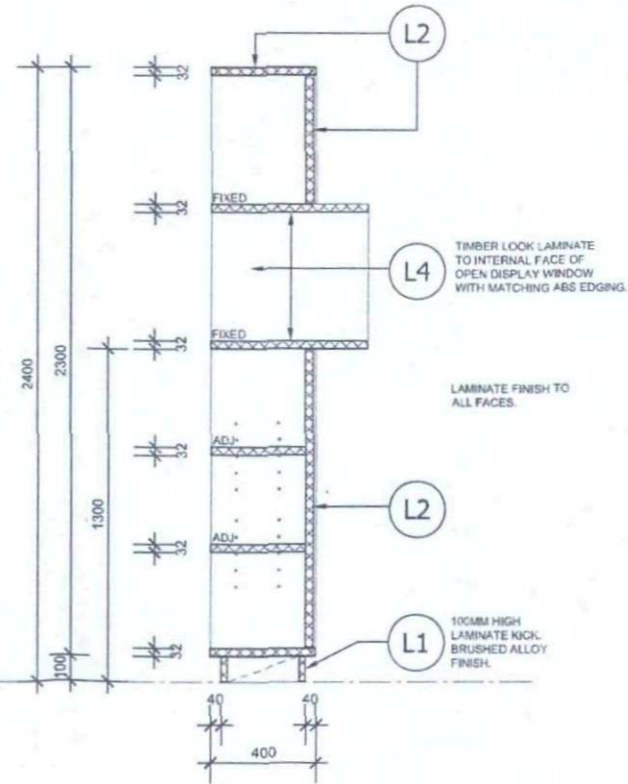 L2
32
FIXED
32
L4
TIMBER LOOK LAMINATE
TO INTERNAL FACE OF
OPEN DISPLAY WINDOW
WITH MATCHING ABS EDGING.
FIXED
32
2400
2300
LAMINATE FINISH TO
ALL FACES.
ADJ
32
1300
L2
ADJ
32
L1
100MM HIGH
LAMINATE KICK.
BRUSHED ALLOY
FINISH.
32
100
40
40
400